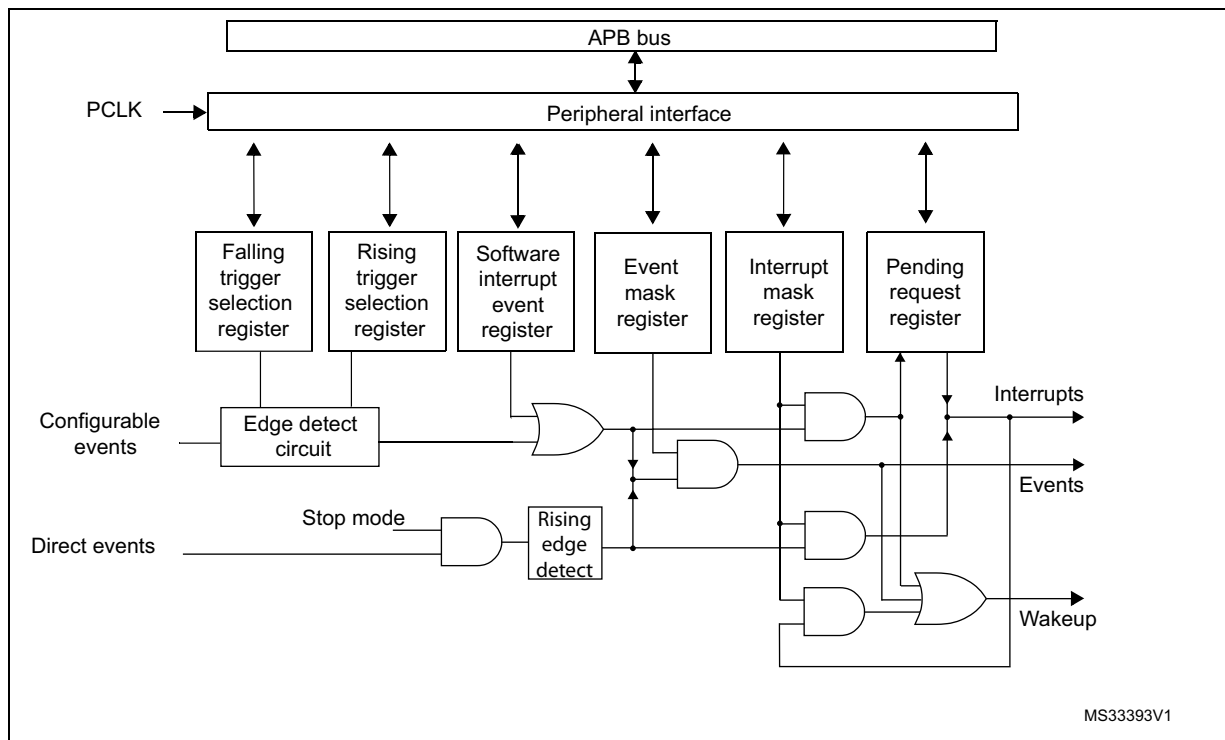 APB bus
PCLK
Peripheral interface
Falling
trigger
selection
register
Rising
trigger
selection
register
Software
interrupt
event
register
Event
mask
register
Interrupt
mask
register
Pending
request
register
Configurable
events
Edge detect
circuit
Interrupts
Events
Stop mode
Direct events
Rising
edge
detect
Wakeup
MS33393V1